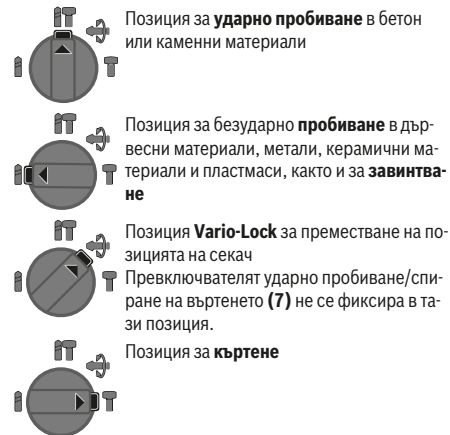 Позиция за ударно пробиване в бетон
или каменни материали
Позиция за безударно пробиване в дър-
весни материали, метали, керамични ма-
териали и пластмаси, както и за завинтва-
не
Позиция Vario-Lock за преместване на по-
зицията на секач
Превключвателят ударно пробиване/спи-
ране на въртенето (7) не се фиксира в та-
зи позиция.
Позиция за къртене